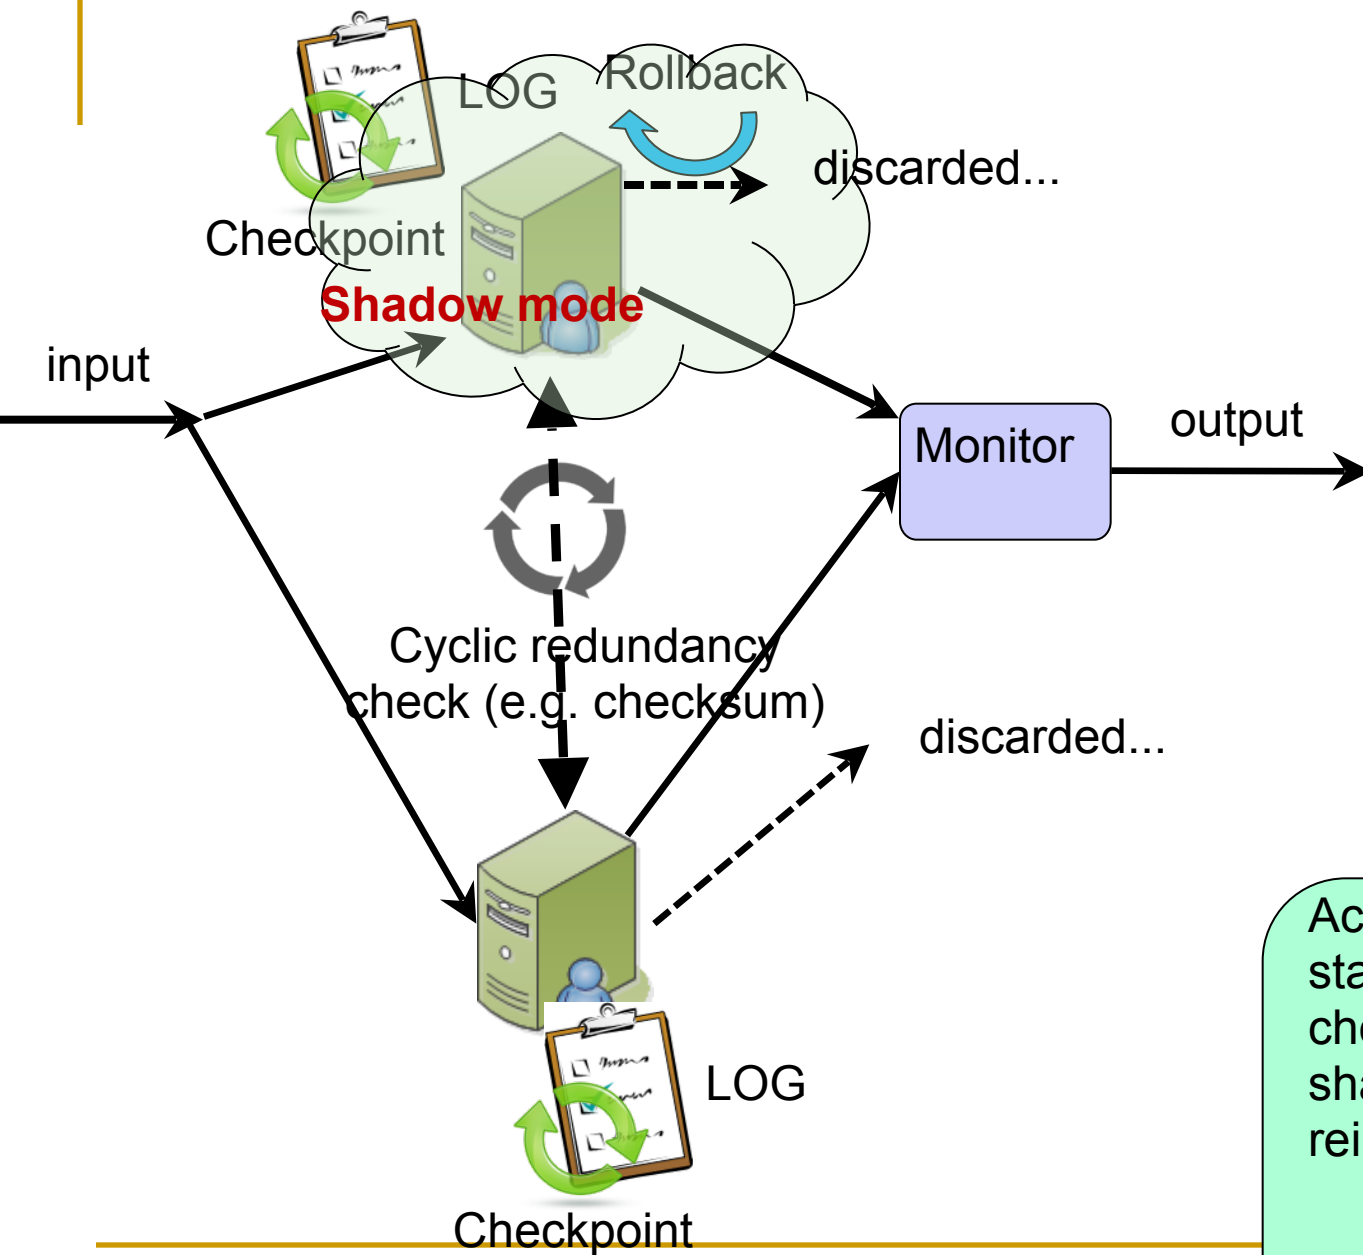 LOG
Rollback
discarded...
Checkpoint
Shadow mode
input
output
Monitor
Cyclic redundancy
check (e.g. checksum)
discarded...
LOG
Checkpoint